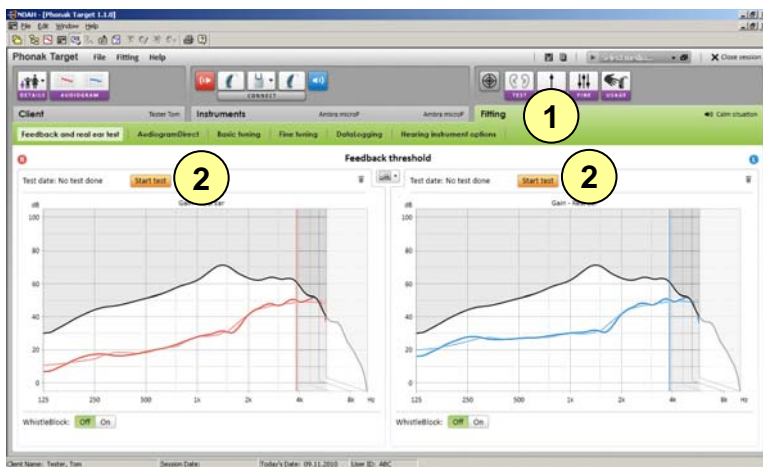 NOAH - [Phonak Target 1.1.0]
File Edit Window Help
Phonak Target File Fitting Help
Close session
DETAILS AUDIOGRAM
CONNECT
TEST
FINE
USAGE
Client Tester Tom Instruments Ambra microP Ambra microP Fitting 1 Calm situation
Feedback and real ear test AudiogramDirect Basic tuning Fine tuning DataLogging Hearing instrument options
Feedback threshold
Test date: No test done Start test 2
Test date: No test done Start test 2
dB
dB Gain
100
80
60
40
20
0
100
80
60
40
20
0
125 250 500 1k 2k 4k 8k Hz
125 250 500 1k 2k 4k 8k Hz
WhistleBlock: Off On
WhistleBlock: Off On
Client Name: Tester, Tom Session Date: Today's Date: 09.11.2010 User ID: ABC